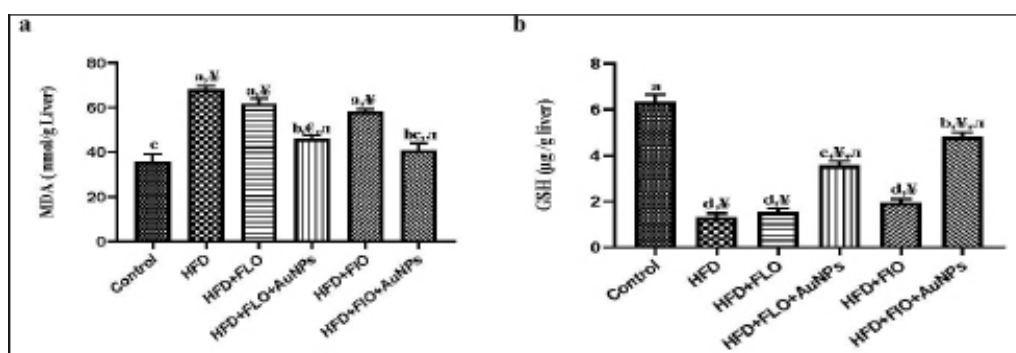 a
MDA ( nmol/g Liver)
80
60
40
20
0
c
a,¥
a,¥
b,¢,,п
a,¥
bc,п
Control
HFD
HFD+FLO
HFD+FLO+AuNPs
HFD+FIO
HFD+FIO+AuNPs
b
GSH (µg /g liver)
8
6
4
2
0
a
d,¥
d,¥
c,¥,,п
d,¥
b,¥,,п
Control
HFD
HFD+FLO
HFD+FLO+AuNPs
HFD+FIO
HFD+FIO+AuNPs